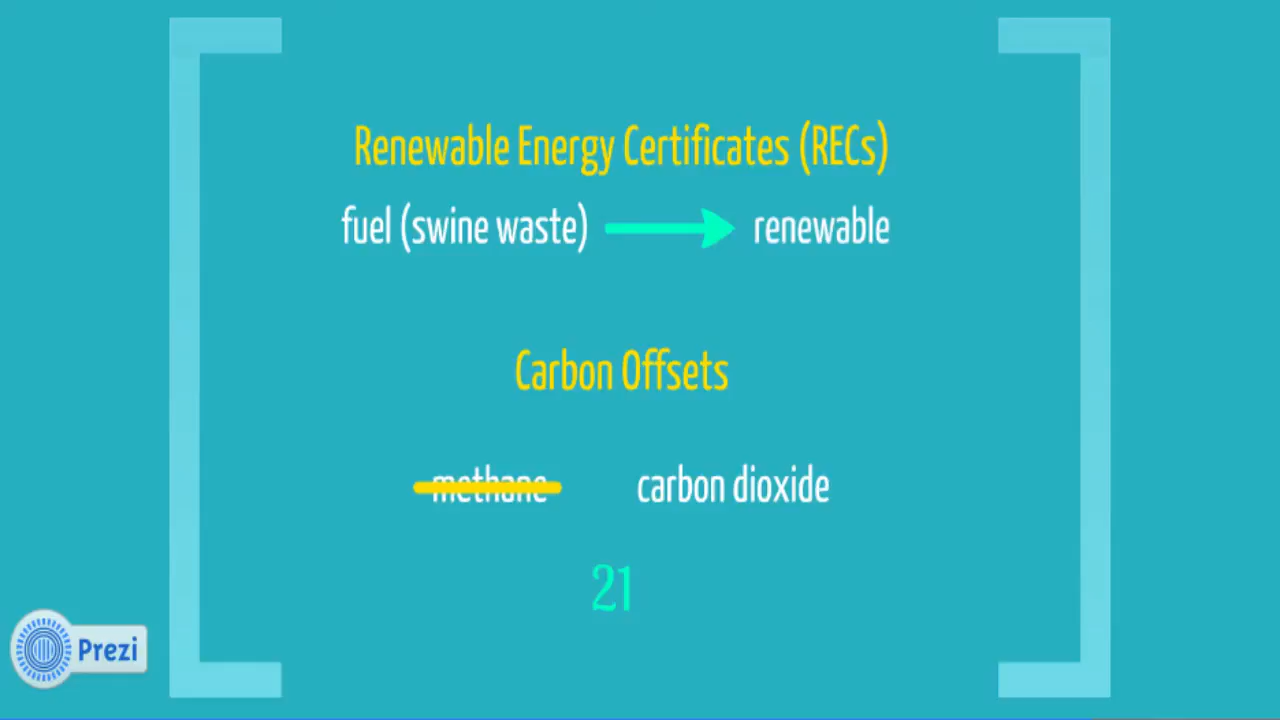 Renewable Energy Certificates (RECs)
fuel (swine waste) renewable
Carbon Offsets
methane carbon dioxide
21
Prezi